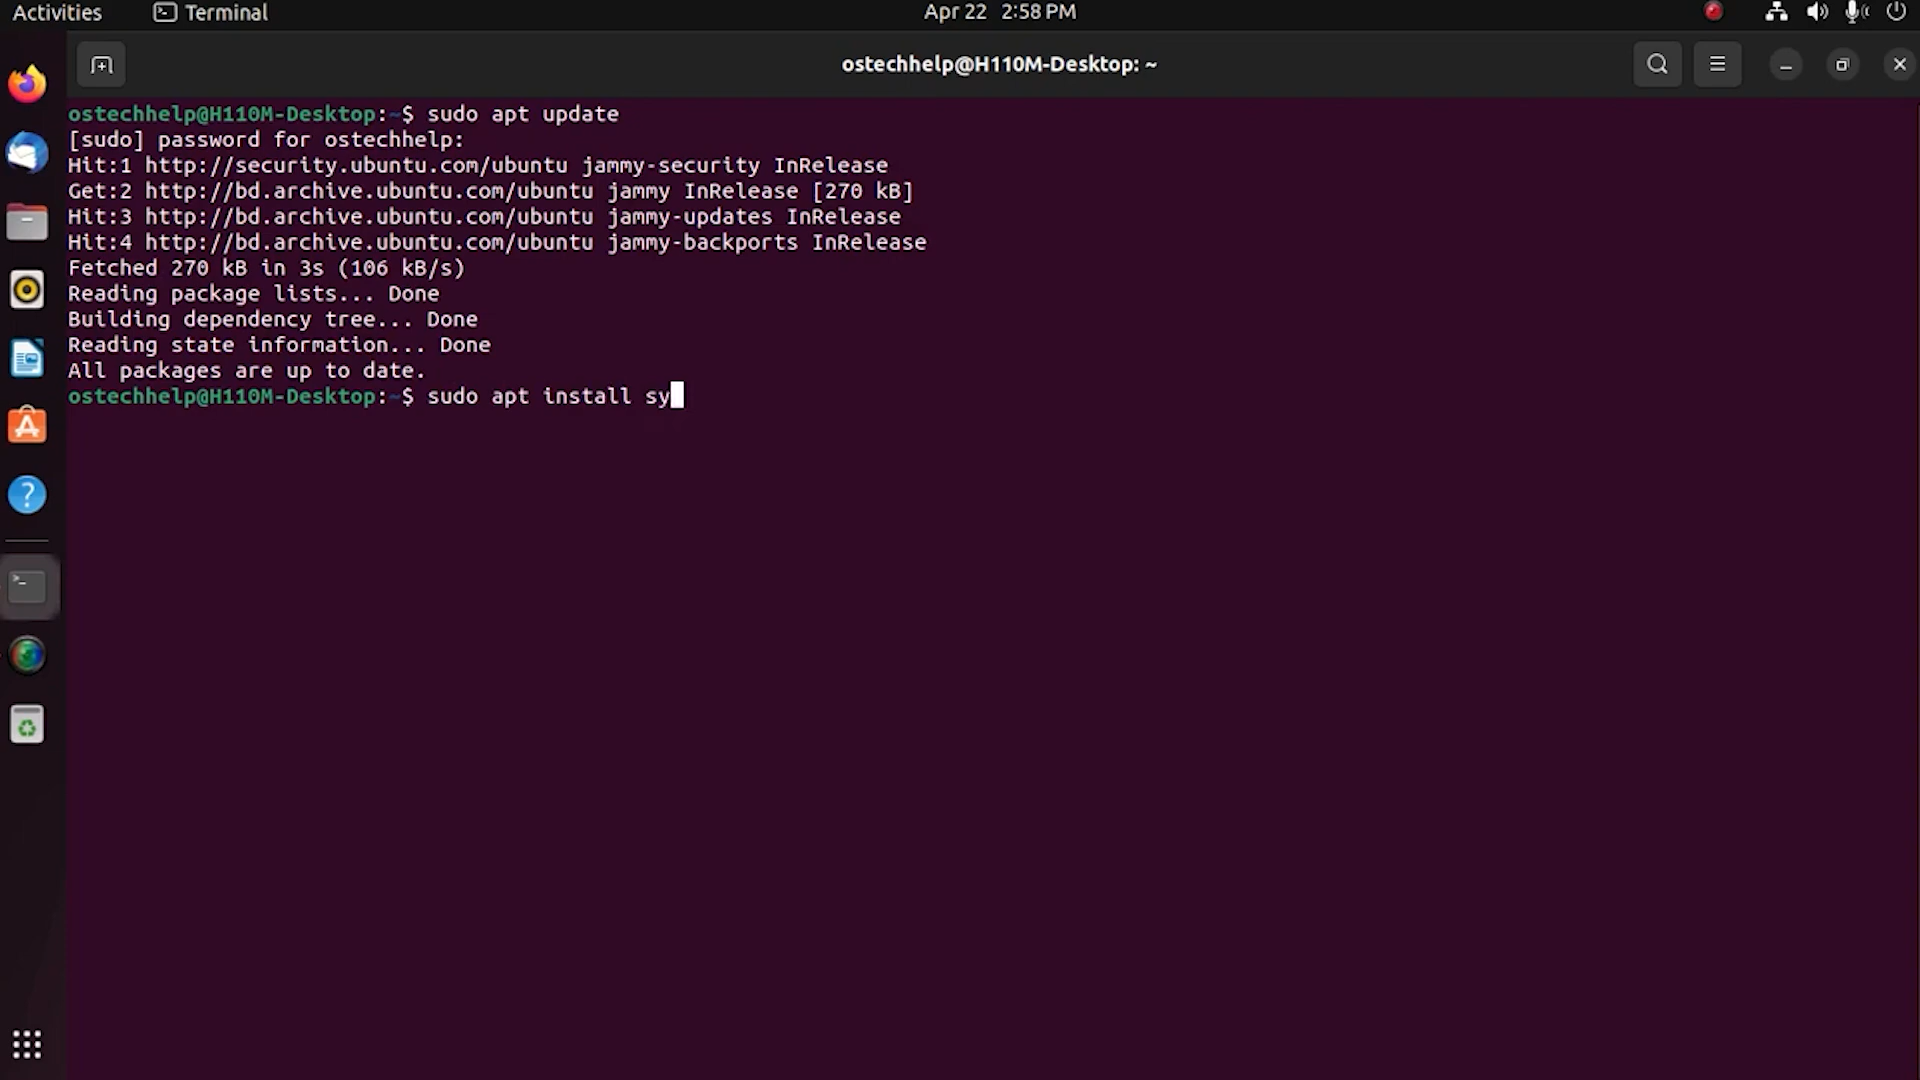 Activities Terminal Apr 22 2:58 PM
ostechhelp@H110M-Desktop: ~
ostechhelp@H110M-Desktop:~$ sudo apt update
[sudo] password for ostechhelp:
Hit:1 http://security.ubuntu.com/ubuntu jammy-security InRelease
Get:2 http://bd.archive.ubuntu.com/ubuntu jammy InRelease [270 kB]
Hit:3 http://bd.archive.ubuntu.com/ubuntu jammy-updates InRelease
Hit:4 http://bd.archive.ubuntu.com/ubuntu jammy-backports InRelease
Fetched 270 kB in 3s (106 kB/s)
Reading package lists... Done
Building dependency tree... Done
Reading state information... Done
All packages are up to date.
ostechhelp@H110M-Desktop:~$ sudo apt install sy